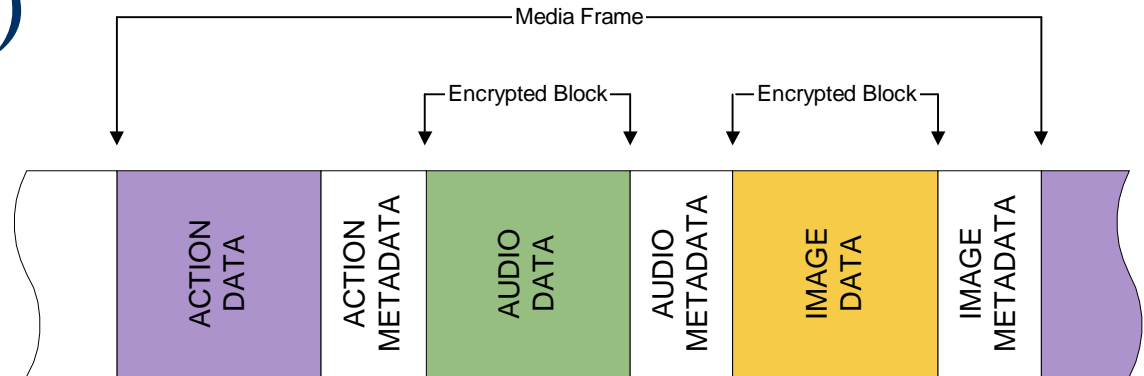 Media Frame
Encrypted Block
Encrypted Block
ACTION
DATA
ACTION
METADATA
AUDIO
DATA
AUDIO
METADATA
IMAGE
DATA
IMAGE
METADATA